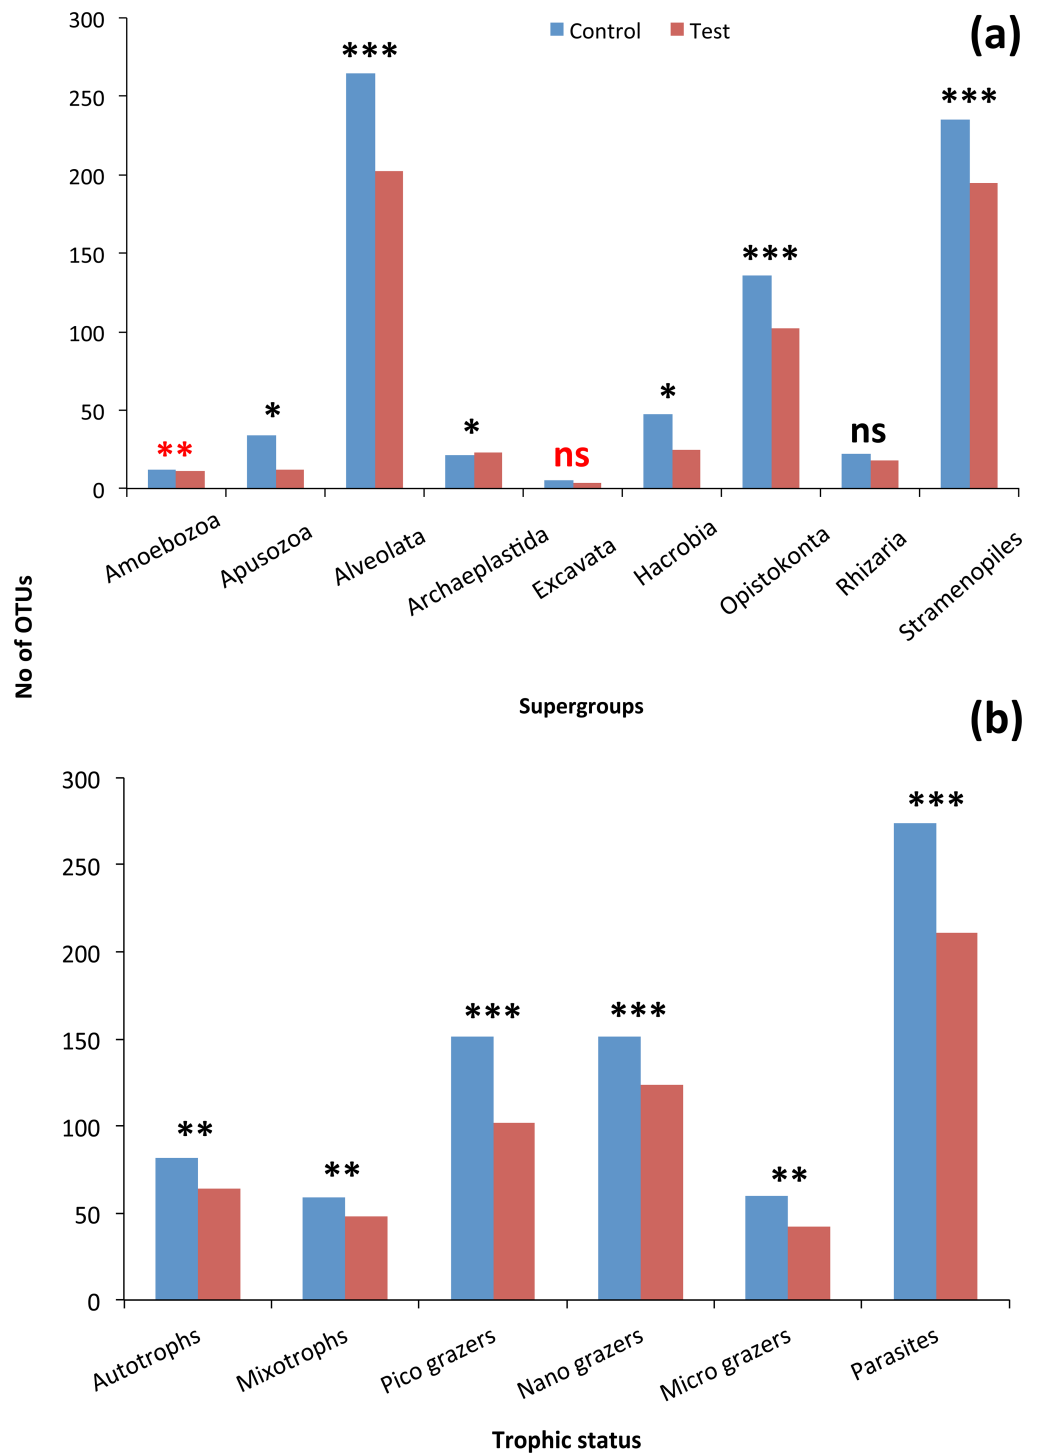 (a)
Control Test
300
250
200
150
100
50
0
***
***
***
*
*
*
**
ns
ns
Amoebozoa
Apusozoa
Alveolata
Archaeplastida
Excavata
Hacrobia
Opistokonta
Rhizaria
Stramenopiles
No of OTUs
Supergroups
(b)
300
250
200
150
100
50
0
**
**
***
***
**
***
Autotrophs
Mixotrophs
Pico grazers
Nano grazers
Micro grazers
Parasites
Trophic status